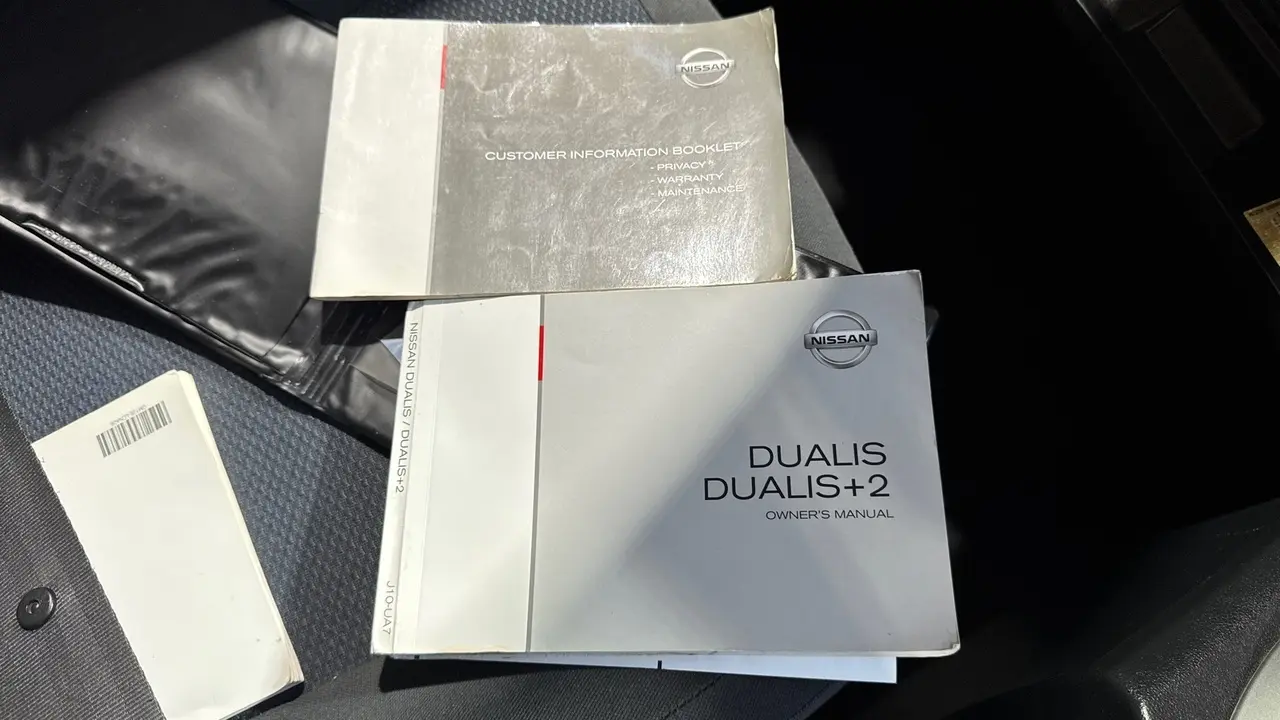 NISSAN
CUSTOMER INFORMATION BOOKLET
- PRIVACY
- WARRANTY
- MAINTENANCE
NISSAN
DUALIS
DUALIS+2
OWNER'S MANUAL
NISSAN DUALIS / DUALIS+2
J10-UA7